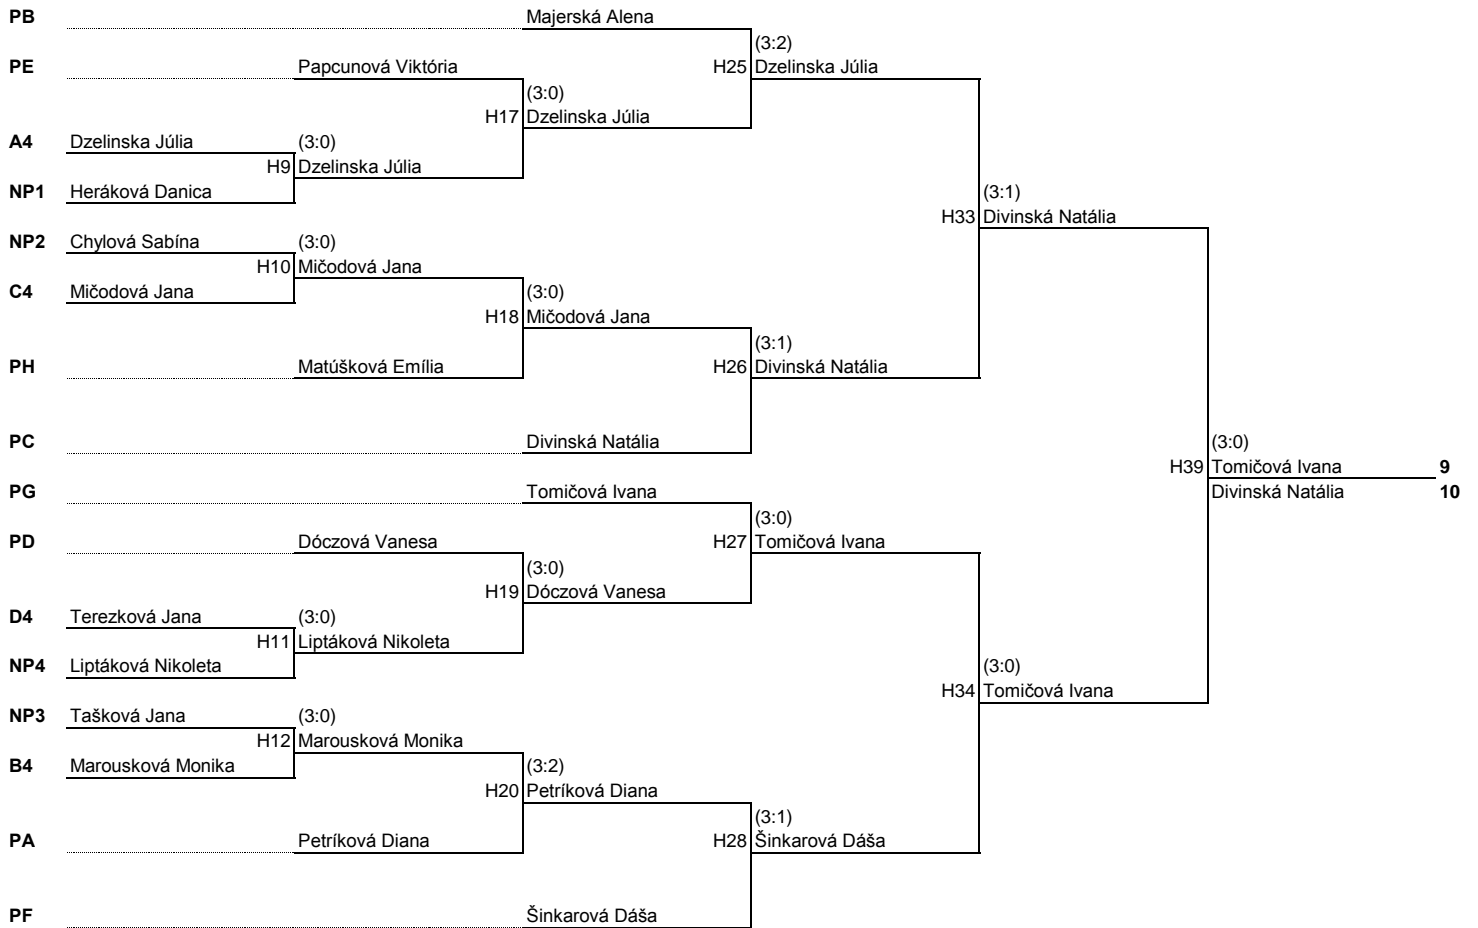 PB Majerská Alena
(3:2)
PE Papcunová Viktória H25 Dzelinska Júlia
(3:0)
H17 Dzelinska Júlia
A4 Dzelinska Júlia (3:0)
H9 Dzelinska Júlia
NP1 Heráková Danica (3:1)
H33 Divinská Natália
NP2 Chylová Sabína (3:0)
H10 Mičodová Jana
C4 Mičodová Jana (3:0)
H18 Mičodová Jana
(3:1)
PH Matúšková Emília H26 Divinská Natália
PC Divinská Natália (3:0)
H39 Tomičová Ivana 9
PG Tomičová Ivana Divinská Natália 10
(3:0)
PD Dóczová Vanesa H27 Tomičová Ivana
(3:0)
H19 Dóczová Vanesa
D4 Terezková Jana (3:0)
H11 Liptáková Nikoleta
NP4 Liptáková Nikoleta (3:0)
H34 Tomičová Ivana
NP3 Tašková Jana (3:0)
H12 Marousková Monika
B4 Marousková Monika (3:2)
H20 Petríková Diana
(3:1)
PA Petríková Diana H28 Šinkarová Dáša
PF Šinkarová Dáša